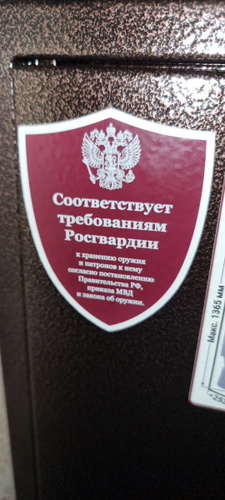 Соответствует
требованиям
Росгвардии
к хранению оружия
и патронов к нему
согласно постановлению
Правительства РФ,
приказа МВД
и закона об оружии.
Макс. 1365 мм